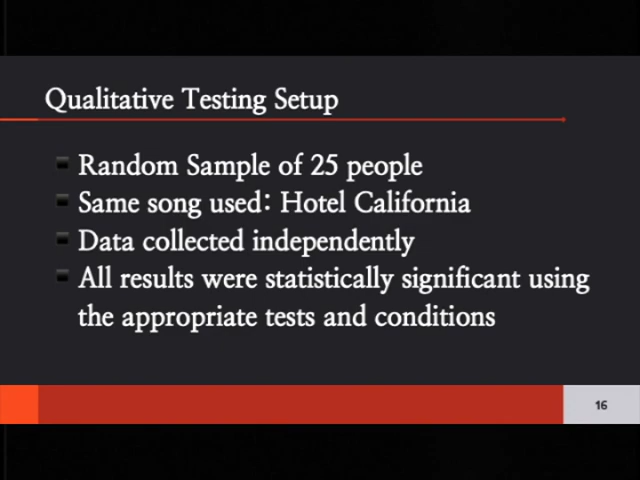 Qualitative Testing Setup
Random Sample of 25 people
Same song used: Hotel California
Data collected independently
All results were statistically significant using
the appropriate tests and conditions
16